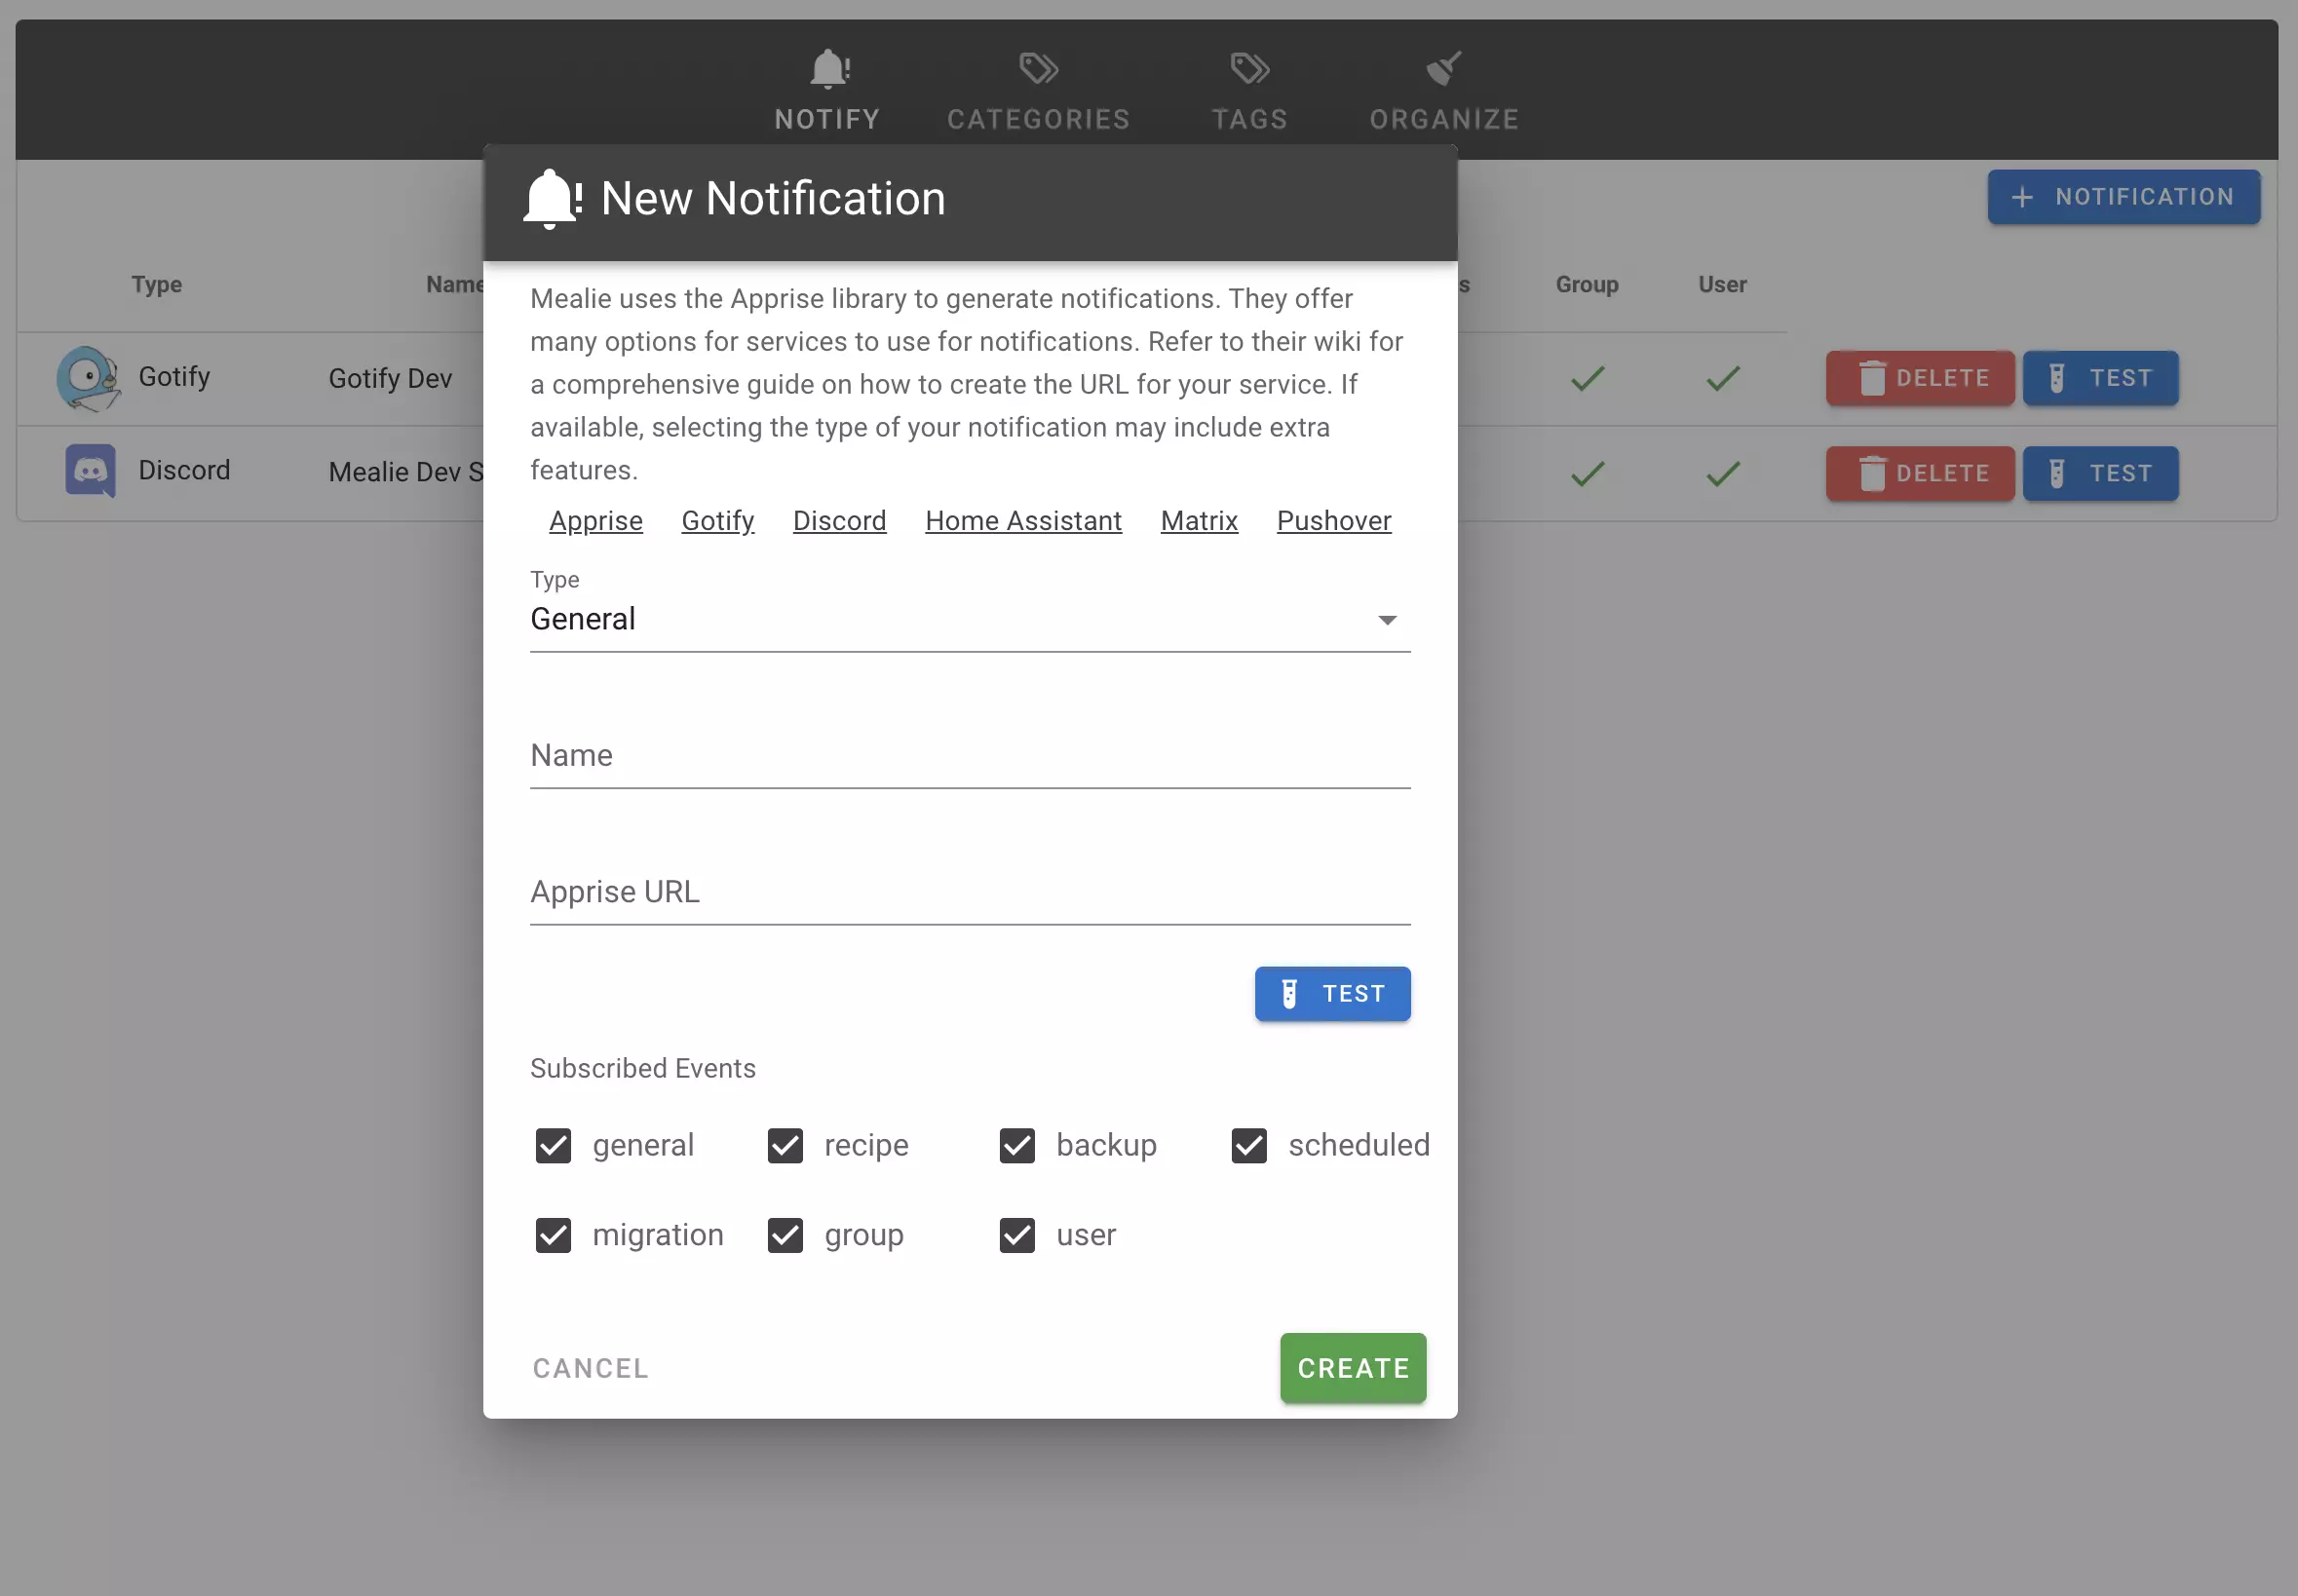 NOTIFY CATEGORIES TAGS ORGANIZE
New Notification
NOTIFICATION
Type Name s Group User
Gotify Gotify Dev DELETE TEST
Discord Mealie Dev S DELETE TEST
Mealie uses the Apprise library to generate notifications. They offer
many options for services to use for notifications. Refer to their wiki for
a comprehensive guide on how to create the URL for your service. If
available, selecting the type of your notification may include extra
features.
Apprise Gotify Discord Home Assistant Matrix Pushover
Type
General
Name
Apprise URL
TEST
Subscribed Events
general recipe backup scheduled
migration group user
CANCEL CREATE